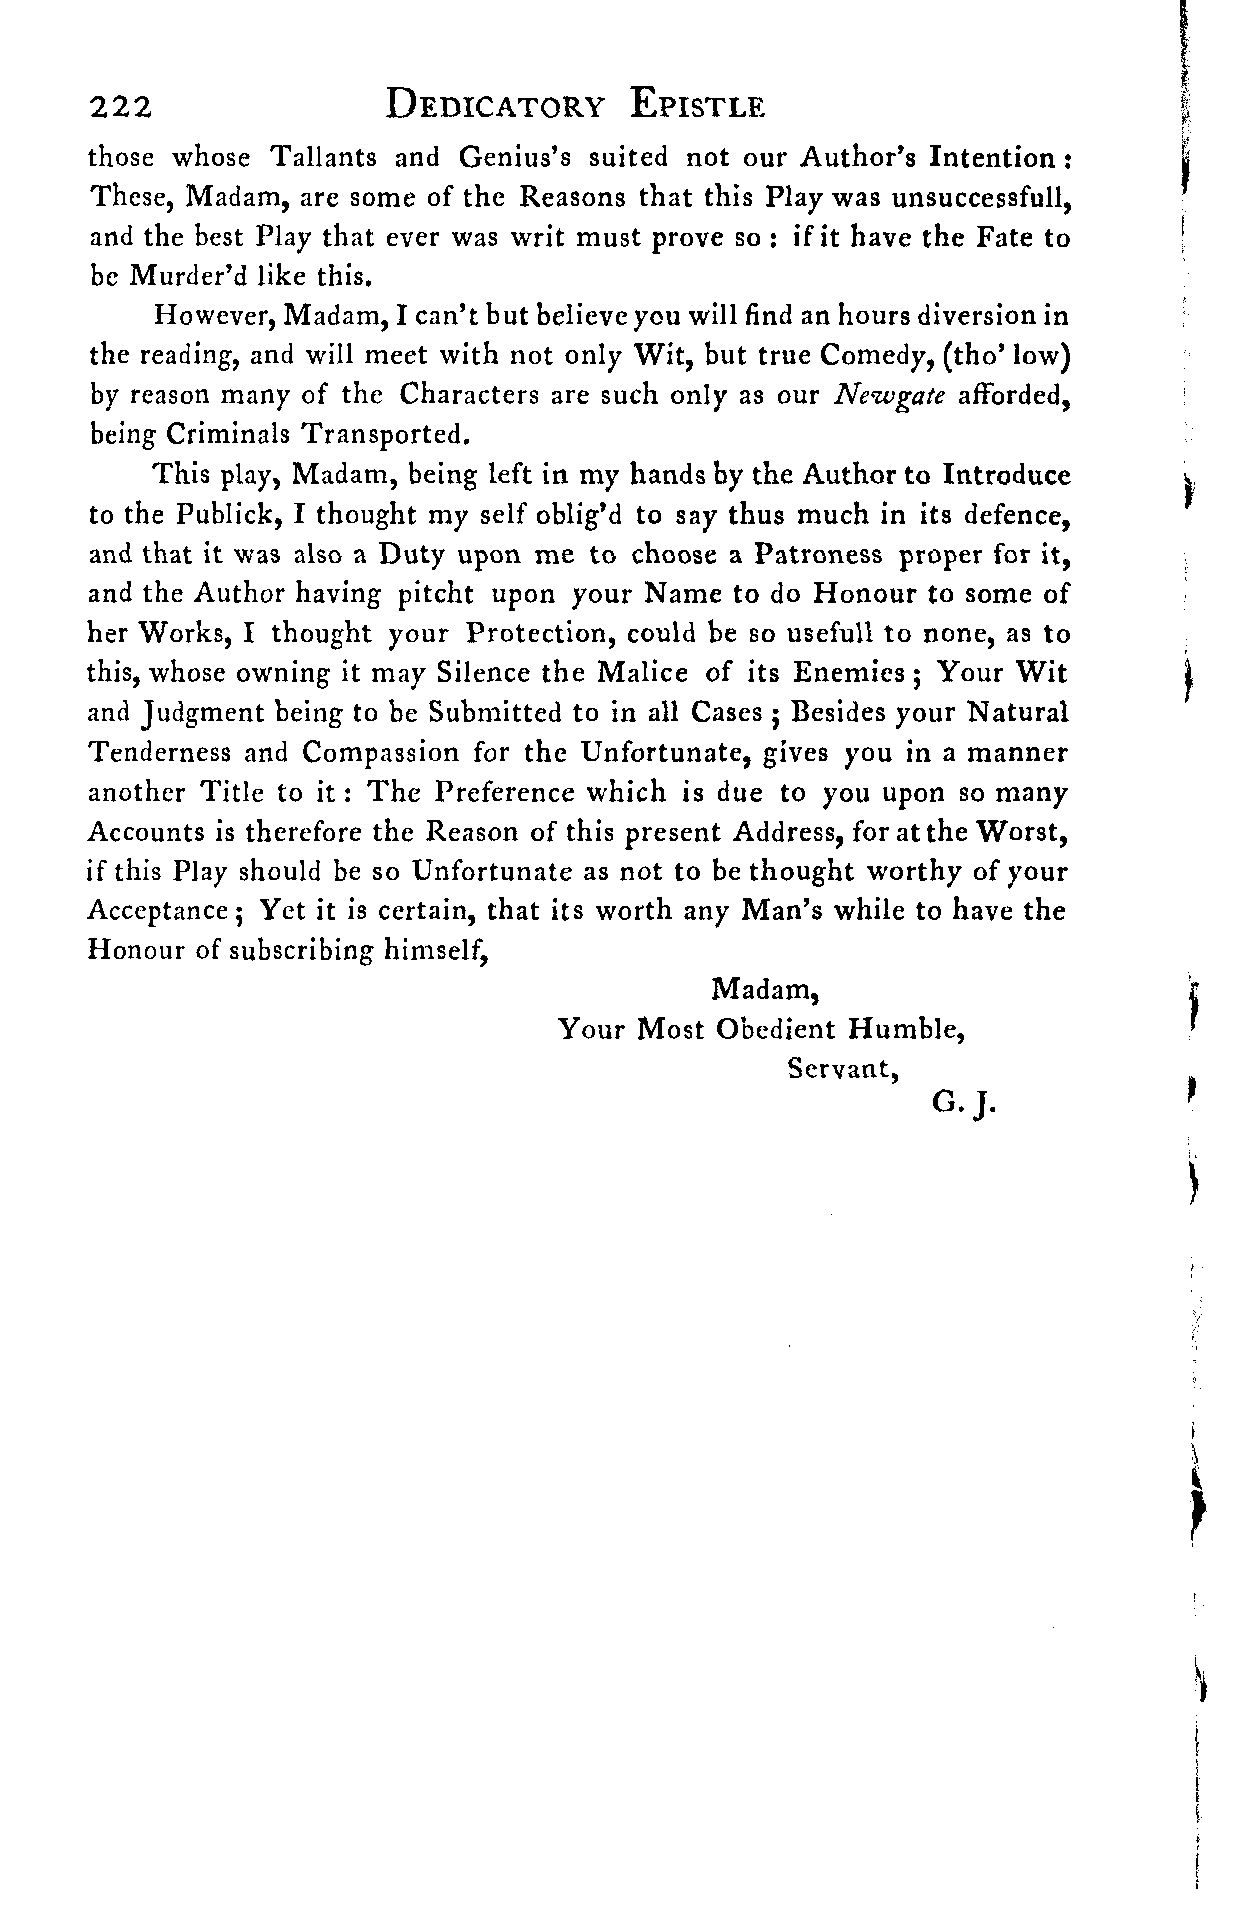 222 DEDICATORY EPISTLE
those whose Tallants and Genius's suited not our Author's Intention :
These, Madam, are some of the Reasons that this Play was unsuccessfull,
and the best Play that ever was writ must prove so : if it have the Fate to
be Murder'd like this.
However, Madam, I can't but believe you will find an hours diversion in
the reading, and will meet with not only Wit, but true Comedy, (tho' low)
by reason many of the Characters are such only as our Newgate afforded,
being Criminals Transported.
This play, Madam, being left in my hands by the Author to Introduce
to the Publick, I thought my self oblig'd to say thus much in its defence,
and that it was also a Duty upon me to choose a Patroness proper for it,
and the Author having pitcht upon your Name to do Honour to some of
her Works, I thought your Protection, could be so usefull to none, as to
this, whose owning it may Silence the Malice of its Enemies ; Your Wit
and Judgment being to be Submitted to in all Cases ; Besides your Natural
Tenderness and Compassion for the Unfortunate, gives you in a manner
another Title to it : The Preference which is due to you upon so many
Accounts is therefore the Reason of this present Address, for at the Worst,
if this Play should be so Unfortunate as not to be thought worthy of your
Acceptance ; Yet it is certain, that its worth any Man's while to have the
Honour of subscribing himself,
Madam,
Your Most Obedient Humble,
Servant,
G. J.